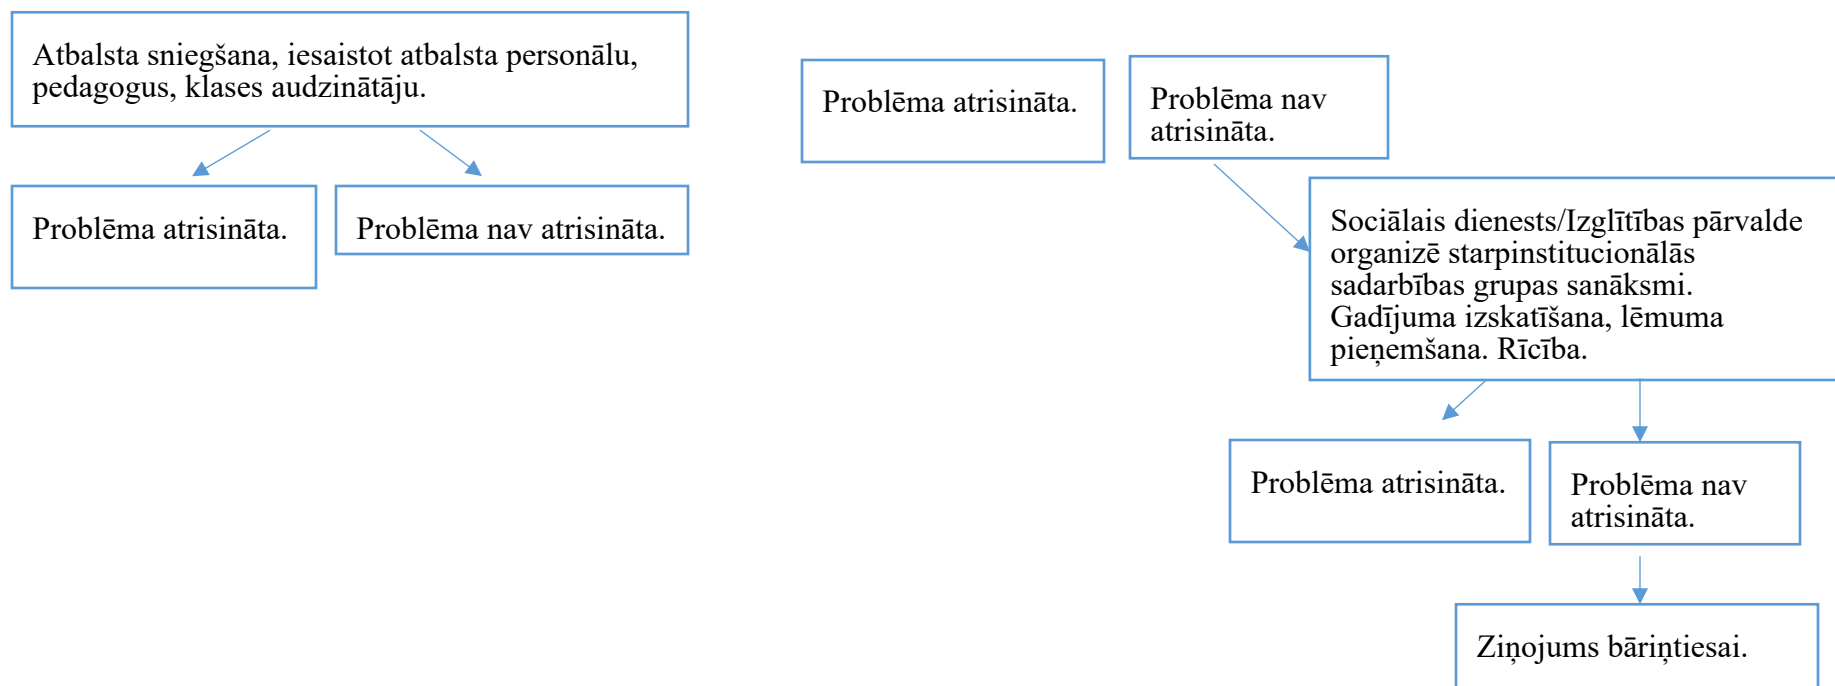 Atbalsta sniegšana, iesaistot atbalsta personālu,
pedagogus, klases audzinātāju.
Problēma atrisināta.
Problēma nav atrisināta.
Problēma atrisināta.
Problēma nav
atrisināta.
Sociālais dienests/Izglītības pārvalde
organizē starpinstitucionālās
sadarbības grupas sanāksmi.
Gadījuma izskatīšana, lēmuma
pieņemšana. Rīcība.
Problēma atrisināta.
Problēma nav
atrisināta.
Ziņojums bāriņtiesai.